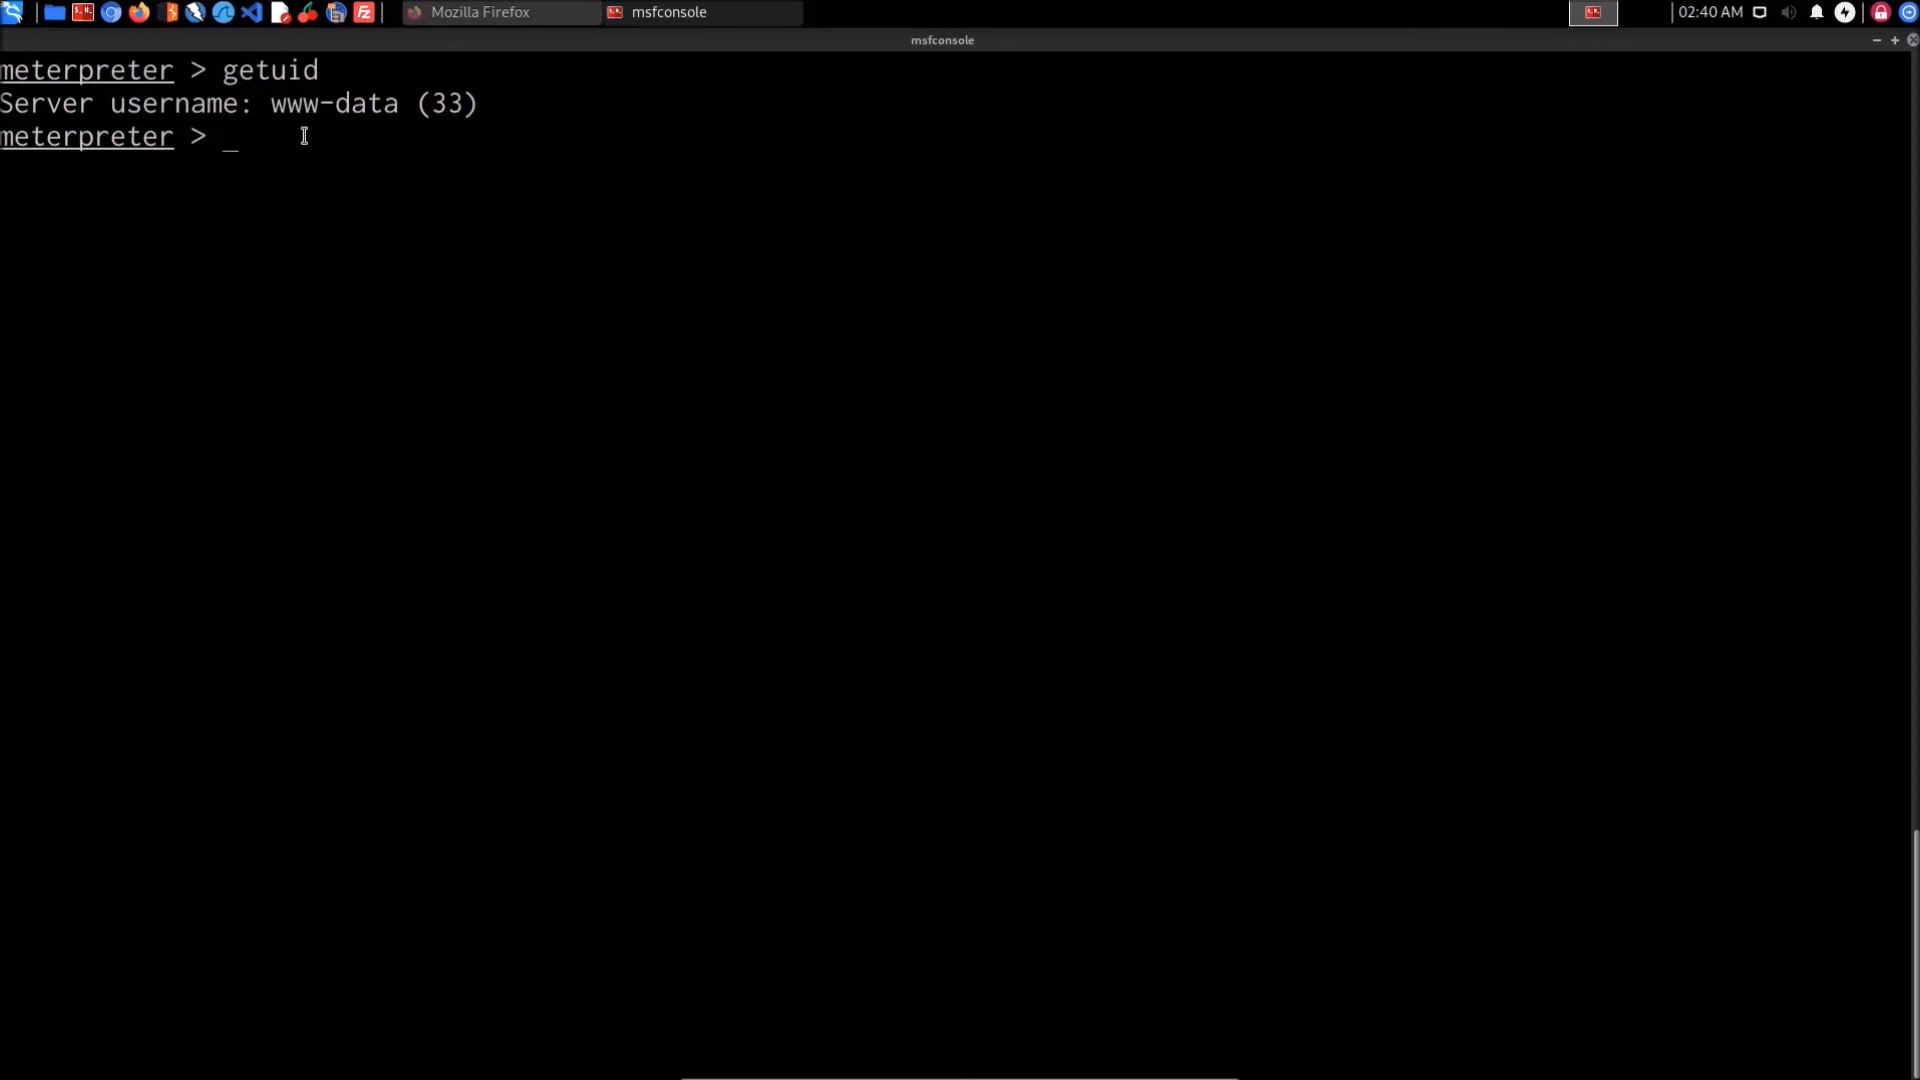 Mozilla Firefox
msfconsole
02:40 AM
msfconsole
meterpreter > getuid
Server username: www-data (33)
meterpreter > _